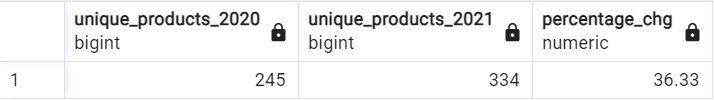 unique_products_2020 unique_products_2021 percentage_chg
bigint bigint numeric
1 245 334 36.33